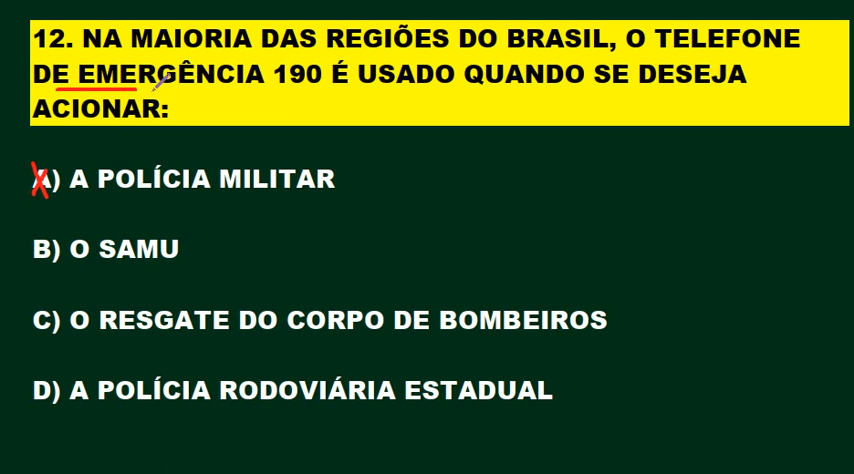 12. NA MAIORIA DAS REGIÕES DO BRASIL, O TELEFONE
DE EMERGÊNCIA 190 É USADO QUANDO SE DESEJA
ACIONAR:
A) A POLÍCIA MILITAR
B) O SAMU
C) O RESGATE DO CORPO DE BOMBEIROS
D) A POLÍCIA RODOVIÁRIA ESTADUAL